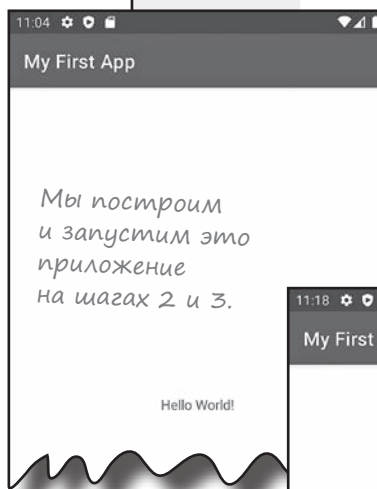 11:04
My First App
Мы построим
и запустим это
приложение
на шагах 2 и 3.
Hello World!
11:18
My First